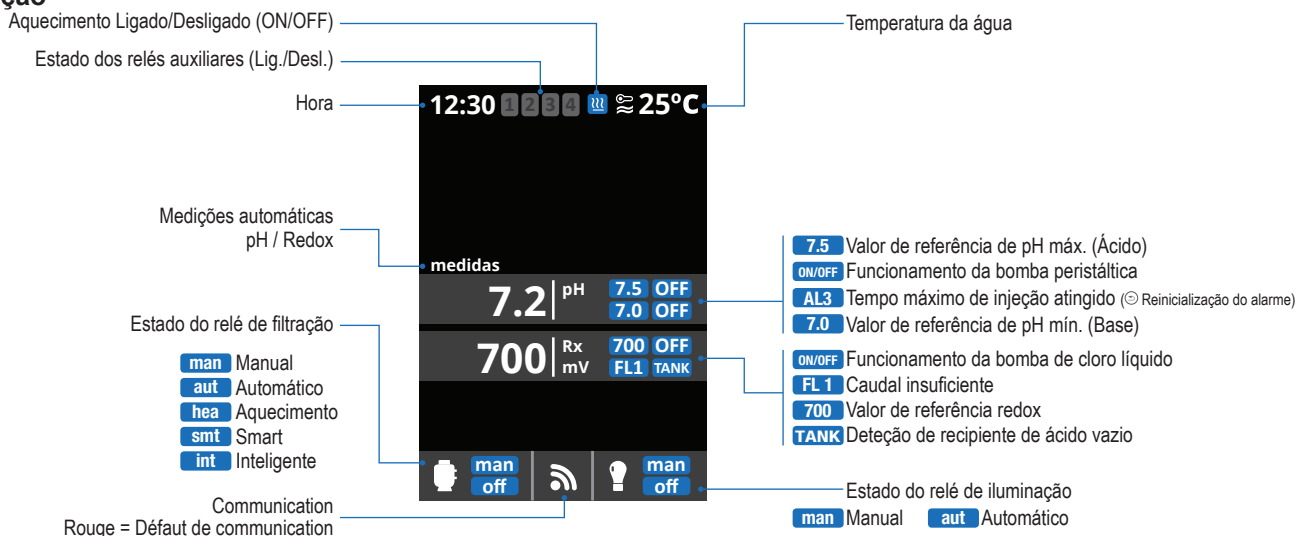 ção
Aquecimento Ligado/Desligado (ON/OFF)
Temperatura da água
Estado dos relés auxiliares (Lig./Desl.)
Hora
12:30 1 2 3 4 25ºC
Medições automáticas
pH / Redox
medidas
7.2 pH 7.5 OFF
7.0 OFF
700 Rx 700 OFF
mV FL1 TANK
7.5 Valor de referência de pH máx. (Ácido)
ON/OFF Funcionamento da bomba peristáltica
AL3 Tempo máximo de injeção atingido (⊝ Reinicialização do alarme)
7.0 Valor de referência de pH mín. (Base)
ON/OFF Funcionamento da bomba de cloro líquido
FL 1 Caudal insuficiente
700 Valor de referência redox
TANK Deteção de recipiente de ácido vazio
Estado do relé de filtração
man Manual
aut Automático
hea Aquecimento
smt Smart
int Inteligente
man man
off off
Communication
Rouge = Défaut de communication
Estado do relé de iluminação
man Manual aut Automático